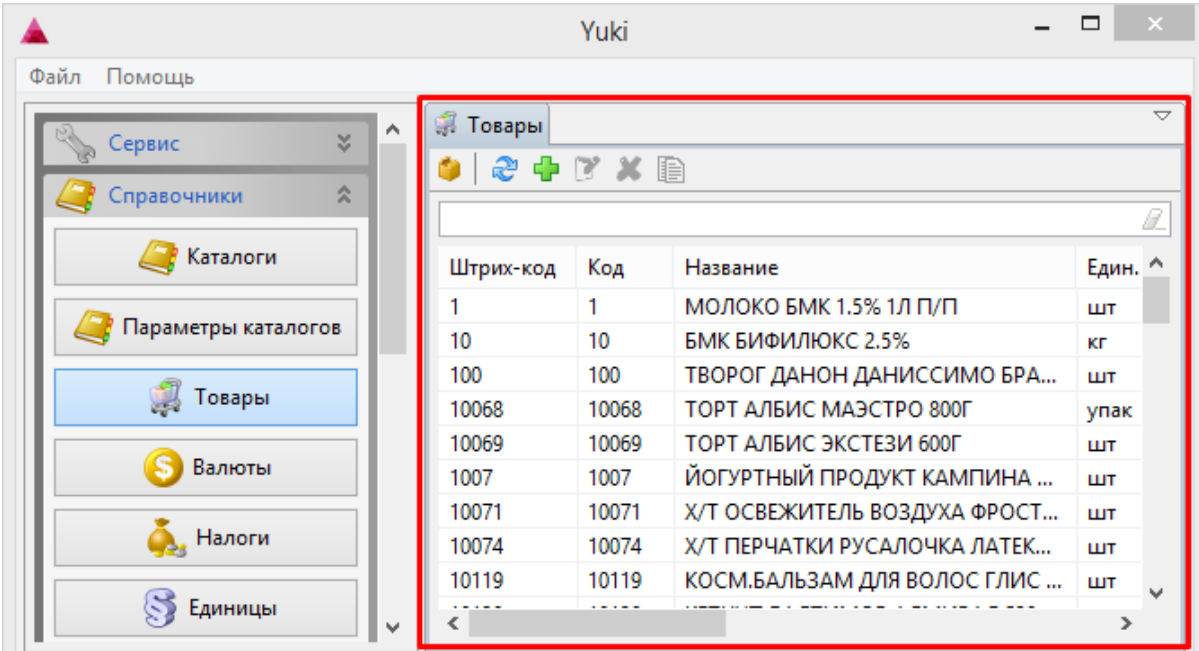 Yuki
Файл Помощь
Сервис
Справочники
Каталоги
Параметры каталогов
Товары
Валюты
Налоги
Единицы
Товары
Штрих-код Код Название Един.
1 1 МОЛОКО БМК 1.5% 1Л П/П шт
10 10 БМК БИФИЛЮКС 2.5% кг
100 100 ТВОРОГ ДАНОН ДАНИССИМО БРА... шт
10068 10068 ТОРТ АЛБИС МАЭСТРО 800Г упак
10069 10069 ТОРТ АЛБИС ЭКСТЕЗИ 600Г шт
1007 1007 ЙОГУРТНЫЙ ПРОДУКТ КАМПИНА ... шт
10071 10071 Х/Т ОСВЕЖИТЕЛЬ ВОЗДУХА ФРОСТ... шт
10074 10074 Х/Т ПЕРЧАТКИ РУСАЛОЧКА ЛАТЕК... шт
10119 10119 КОСМ.БАЛЬЗАМ ДЛЯ ВОЛОС ГЛИС ... шт